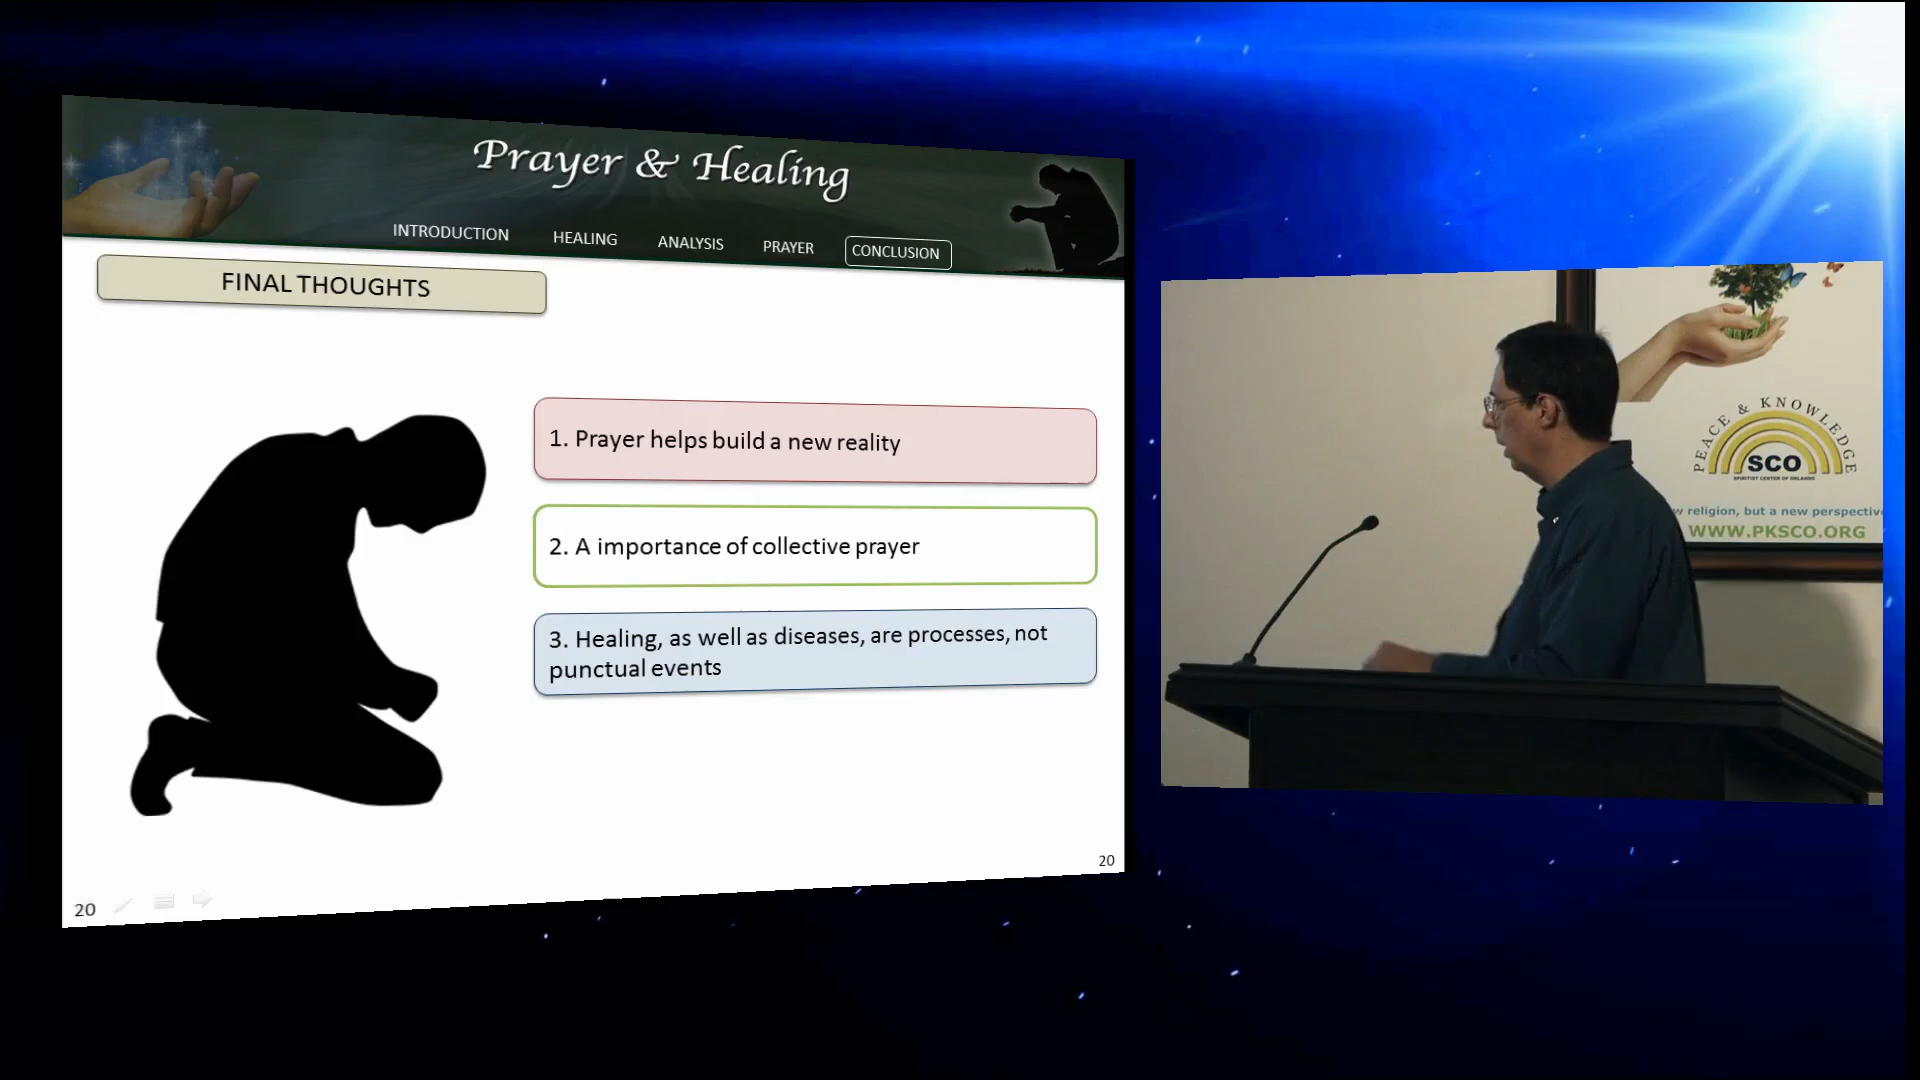 Prayer & Healing
INTRODUCTION HEALING ANALYSIS PRAYER CONCLUSION
FINAL THOUGHTS
1. Prayer helps build a new reality
2. A importance of collective prayer
3. Healing, as well as diseases, are processes, not
punctual events
20
20
PEACE & KNOWLEDGE
SCO
SPIRITIST CENTER OF ORLANDO
w religion, but a new perspective
WWW.PKSCO.ORG